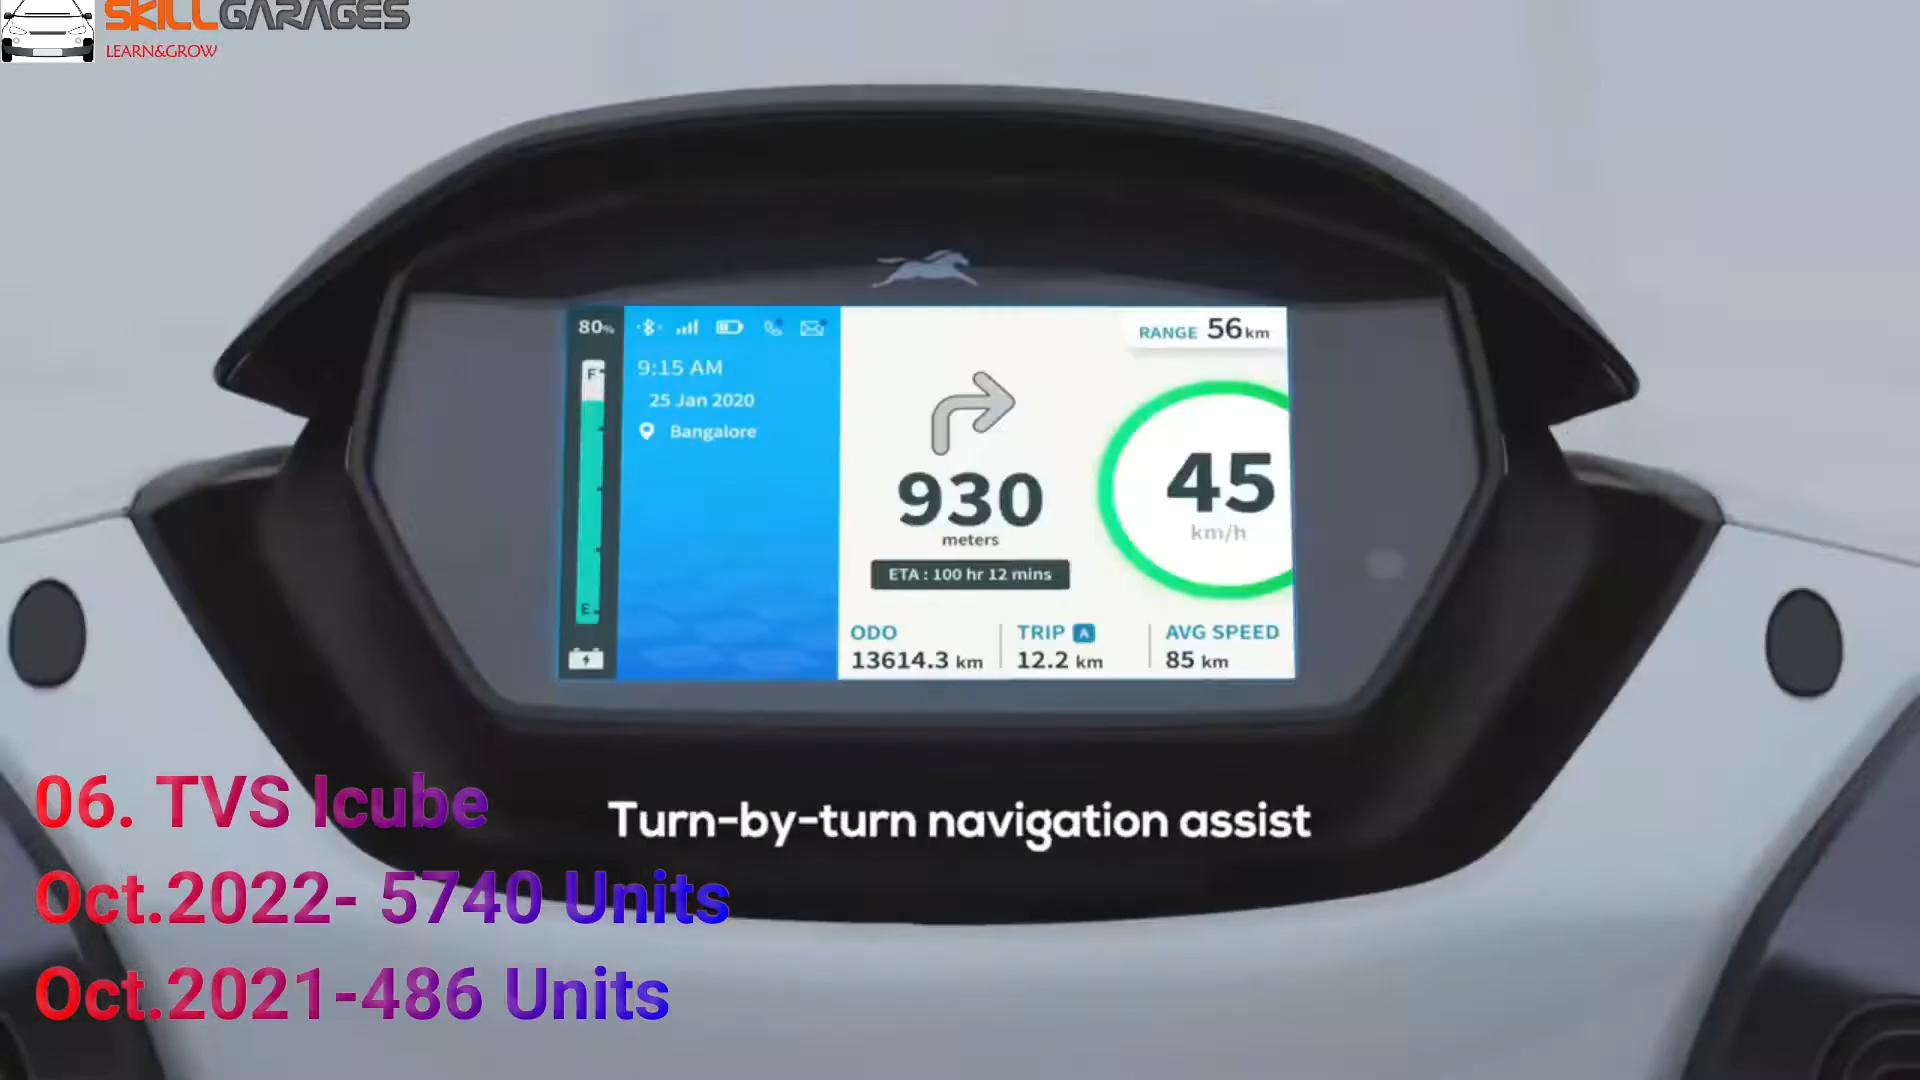 SKILLGARAGES
LEARN&GROW
80%
F
E
9:15 AM
25 Jan 2020
Bangalore
930
meters
ETA : 100 hr 12 mins
RANGE 56 km
45
km/h
ODO
13614.3 km
TRIP A
12.2 km
AVG SPEED
85 km
Turn-by-turn navigation assist
06. TVS Icube
Oct.2022- 5740 Units
Oct.2021-486 Units